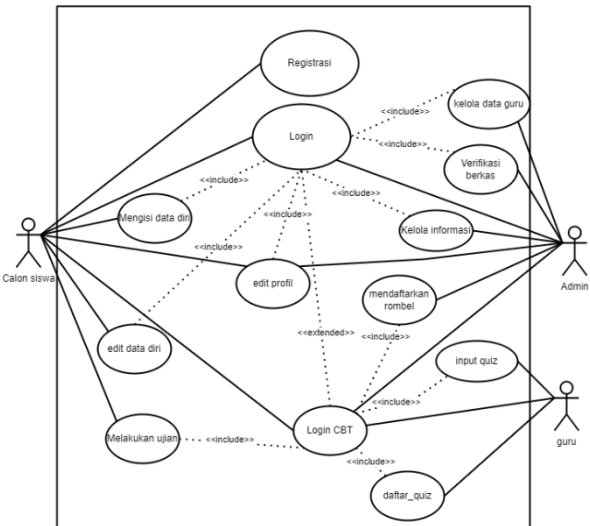 Registrasi
kelola data guru
<<include>>
Login
<<include>>
Verifikasi
berkas
<<include>>
<<include>>
Mengisi data diri
<<include>>
Kelola informasi
<<include>>
Calon siswa
Admin
edit profil
mendaftarkan
rombel
<<extended>>
<<include>>
edit data diri
input quiz
<<include>>
Login CBT
Melakukan ujian
<<include>>
guru
<<include>>
daftar_quiz